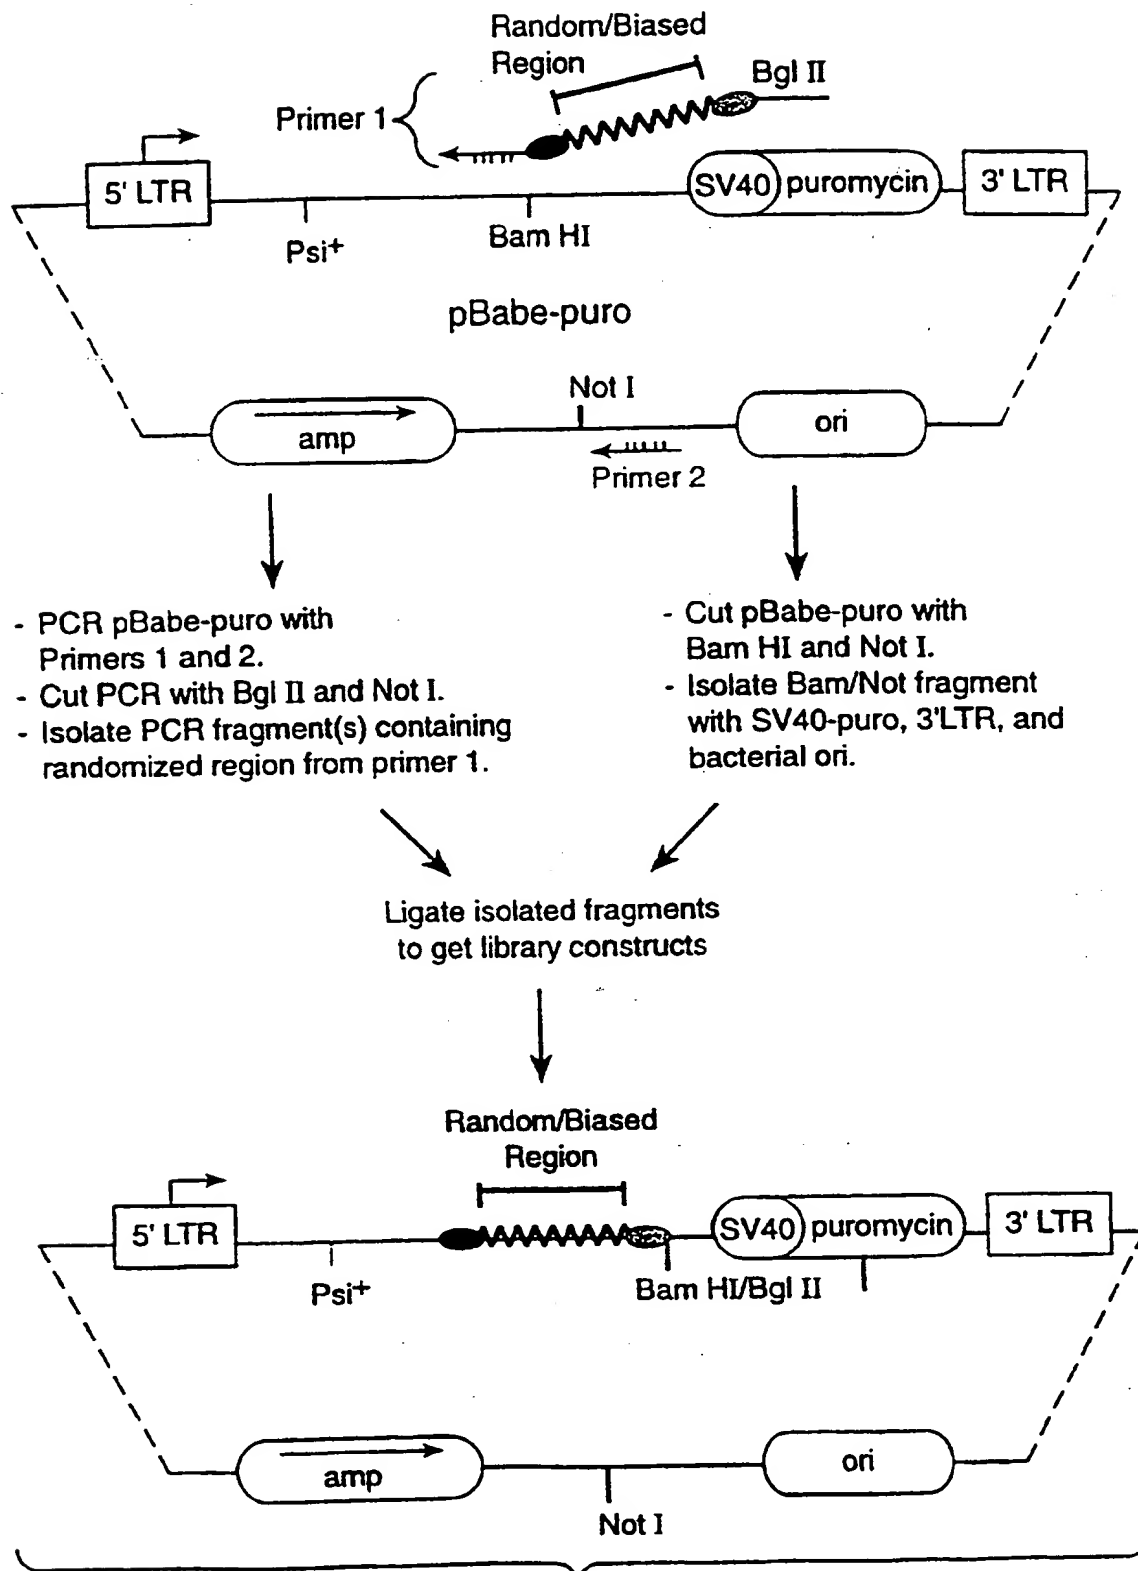 Random/Biased
Region
Bgl II
Primer 1
5' LTR
SV40
puromycin
3' LTR
Psi+
Bam HI
pBabe-puro
Not I
amp
ori
Primer 2
- PCR pBabe-puro with
Primers 1 and 2.
- Cut PCR with Bgl II and Not I.
- Isolate PCR fragment(s) containing
randomized region from primer 1.
- Cut pBabe-puro with
Bam HI and Not I.
- Isolate Bam/Not fragment
with SV40-puro, 3'LTR, and
bacterial ori.
Ligate isolated fragments
to get library constructs
Random/Biased
Region
5' LTR
SV40
puromycin
3' LTR
Psi+
Bam HI/Bgl II
amp
ori
Not I